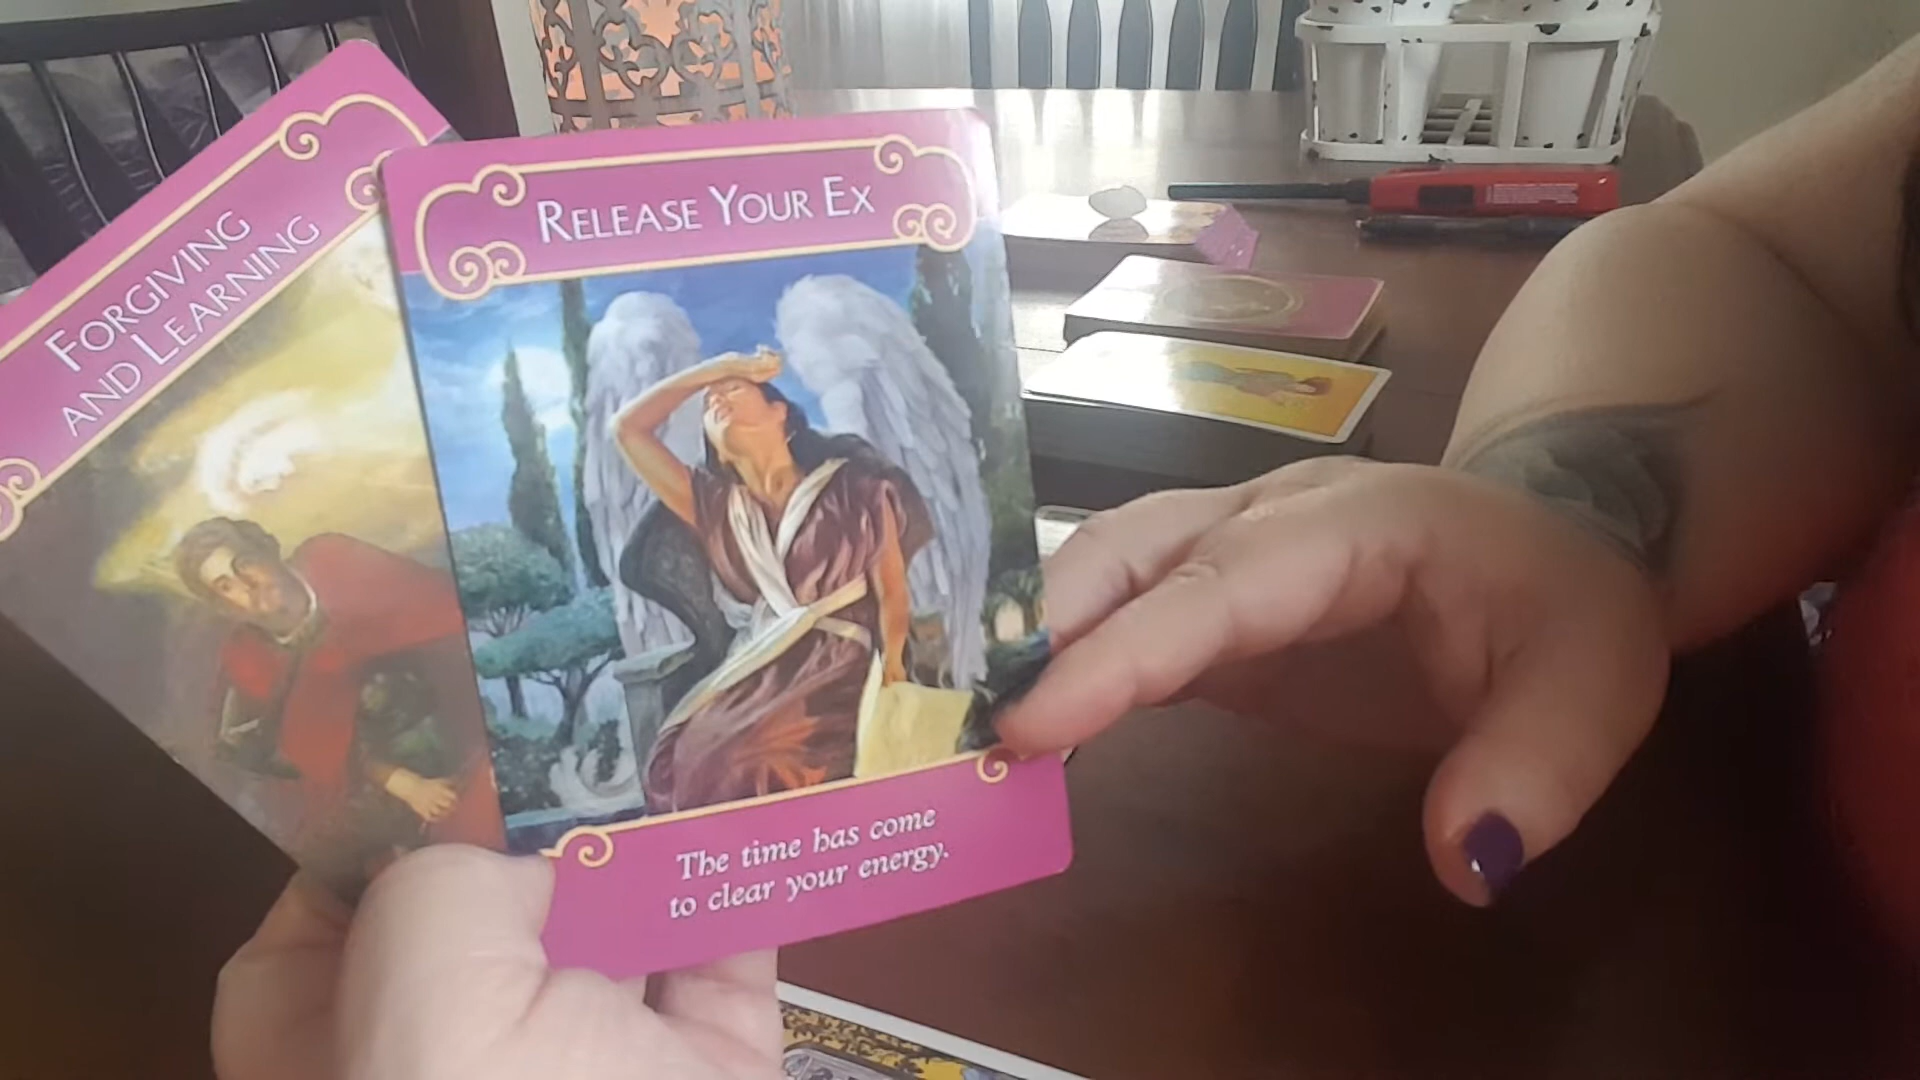 FORGIVING
AND LEARNING
RELEASE YOUR EX
The time has come
to clear your energy.